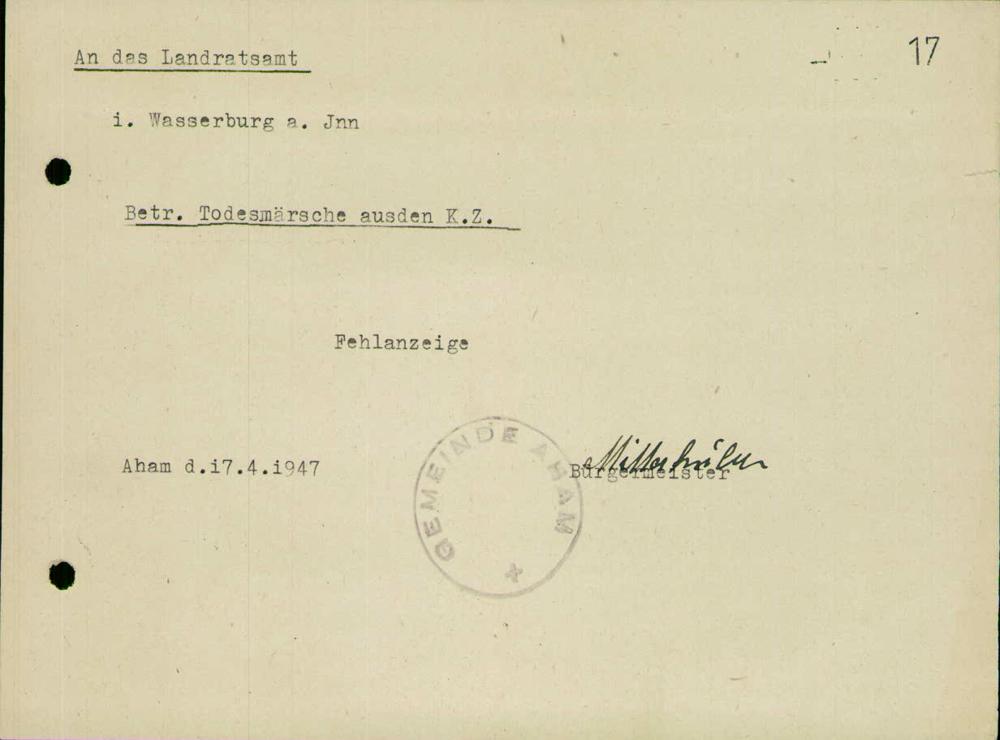 An das Landratsamt
17
i. Wasserburg a. Jnn
Betr. Todesmärsche ausden K.Z.
Fehlanzeige
Aham d.i7.4.i947
GEMEINDE AHAM
Bürgermeister